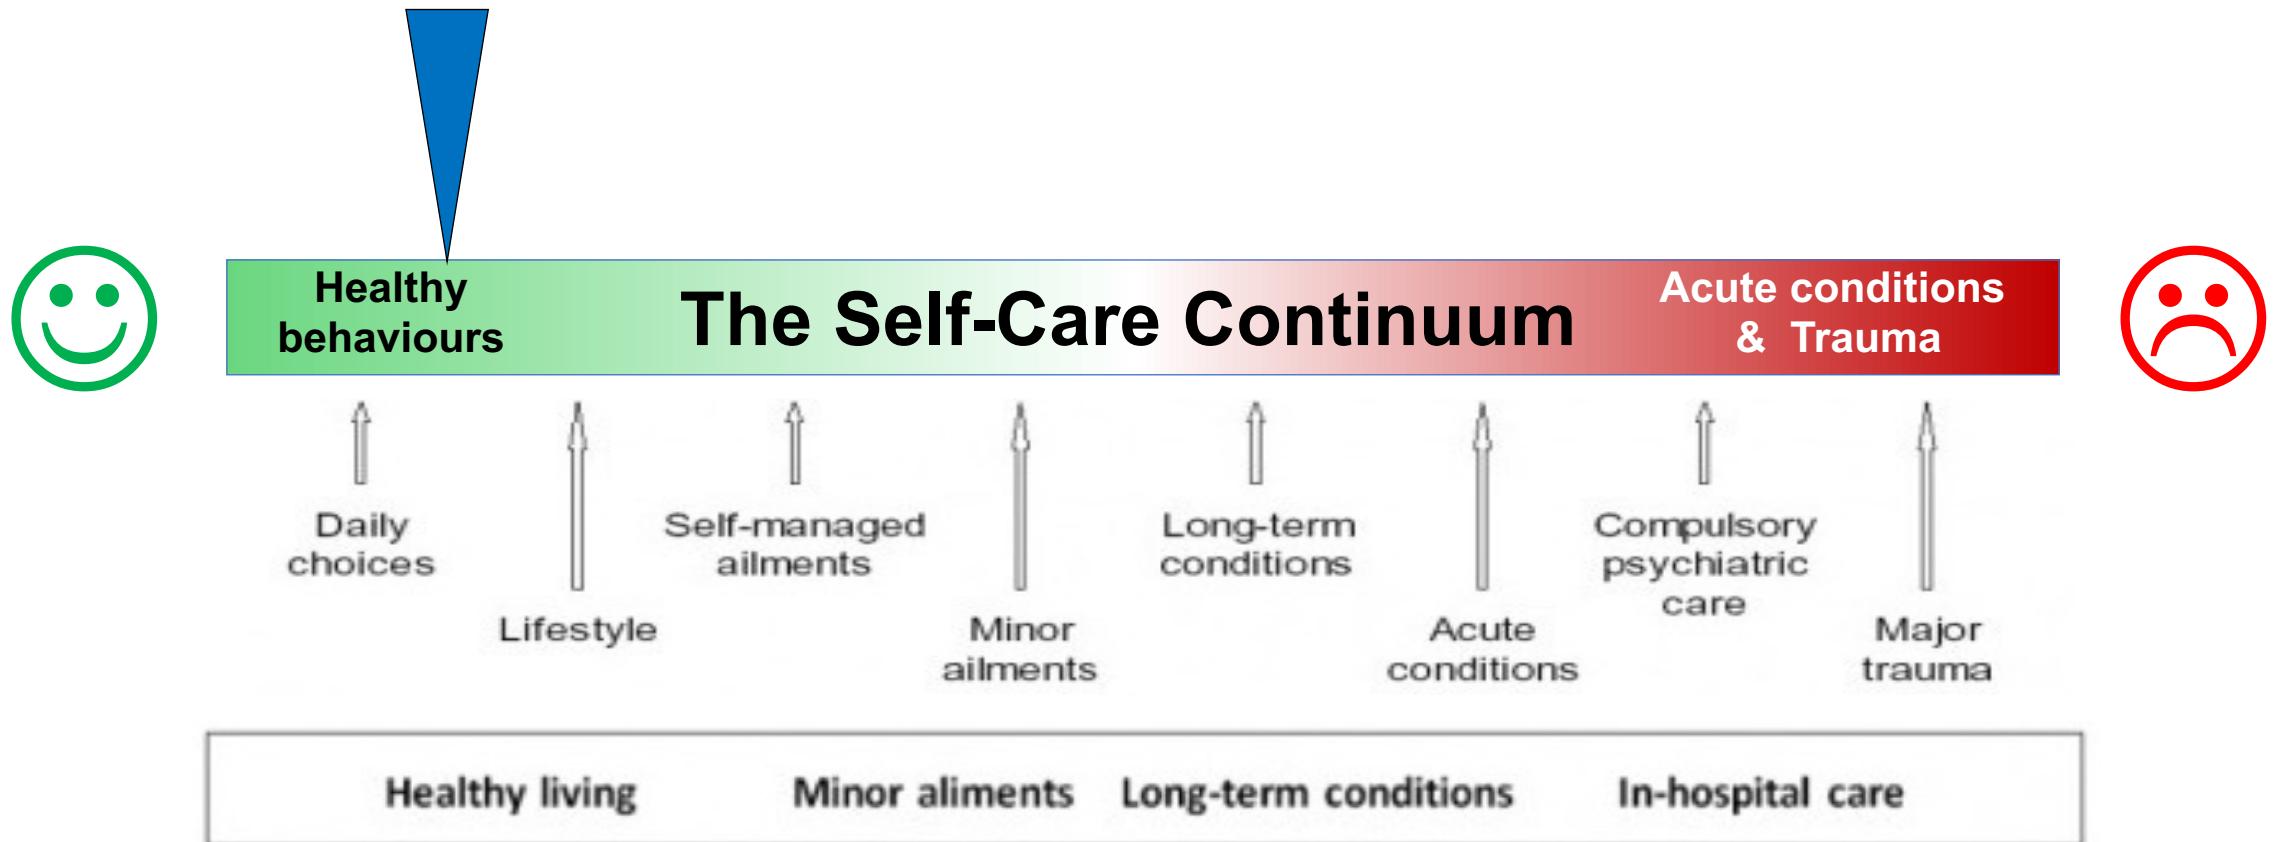 Healthy
behaviours
The Self-Care Continuum
Acute conditions
& Trauma
Daily
choices
Lifestyle
Self-managed
ailments
Minor
ailments
Long-term
conditions
Acute
conditions
Compulsory
psychiatric
care
Major
trauma
Healthy living
Minor aliments
Long-term conditions
In-hospital care